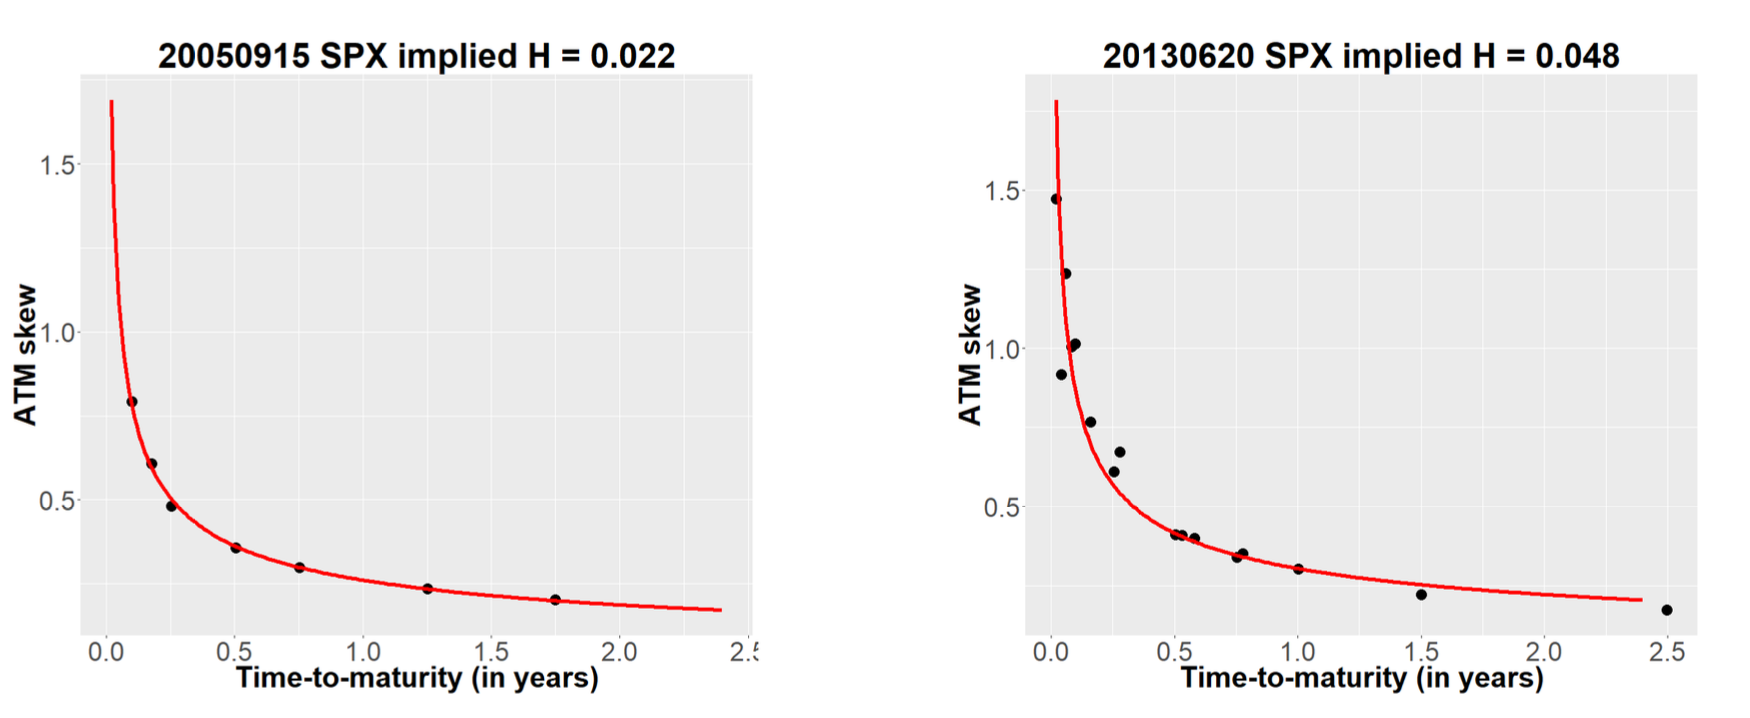 20050915 SPX implied H = 0.022
ATM skew
1.5
1.0
0.5
0.0 0.5 1.0 1.5 2.0
Time-to-maturity (in years)
20130620 SPX implied H = 0.048
ATM skew
1.5
1.0
0.5
0.0 0.5 1.0 1.5 2.0 2.5
Time-to-maturity (in years)